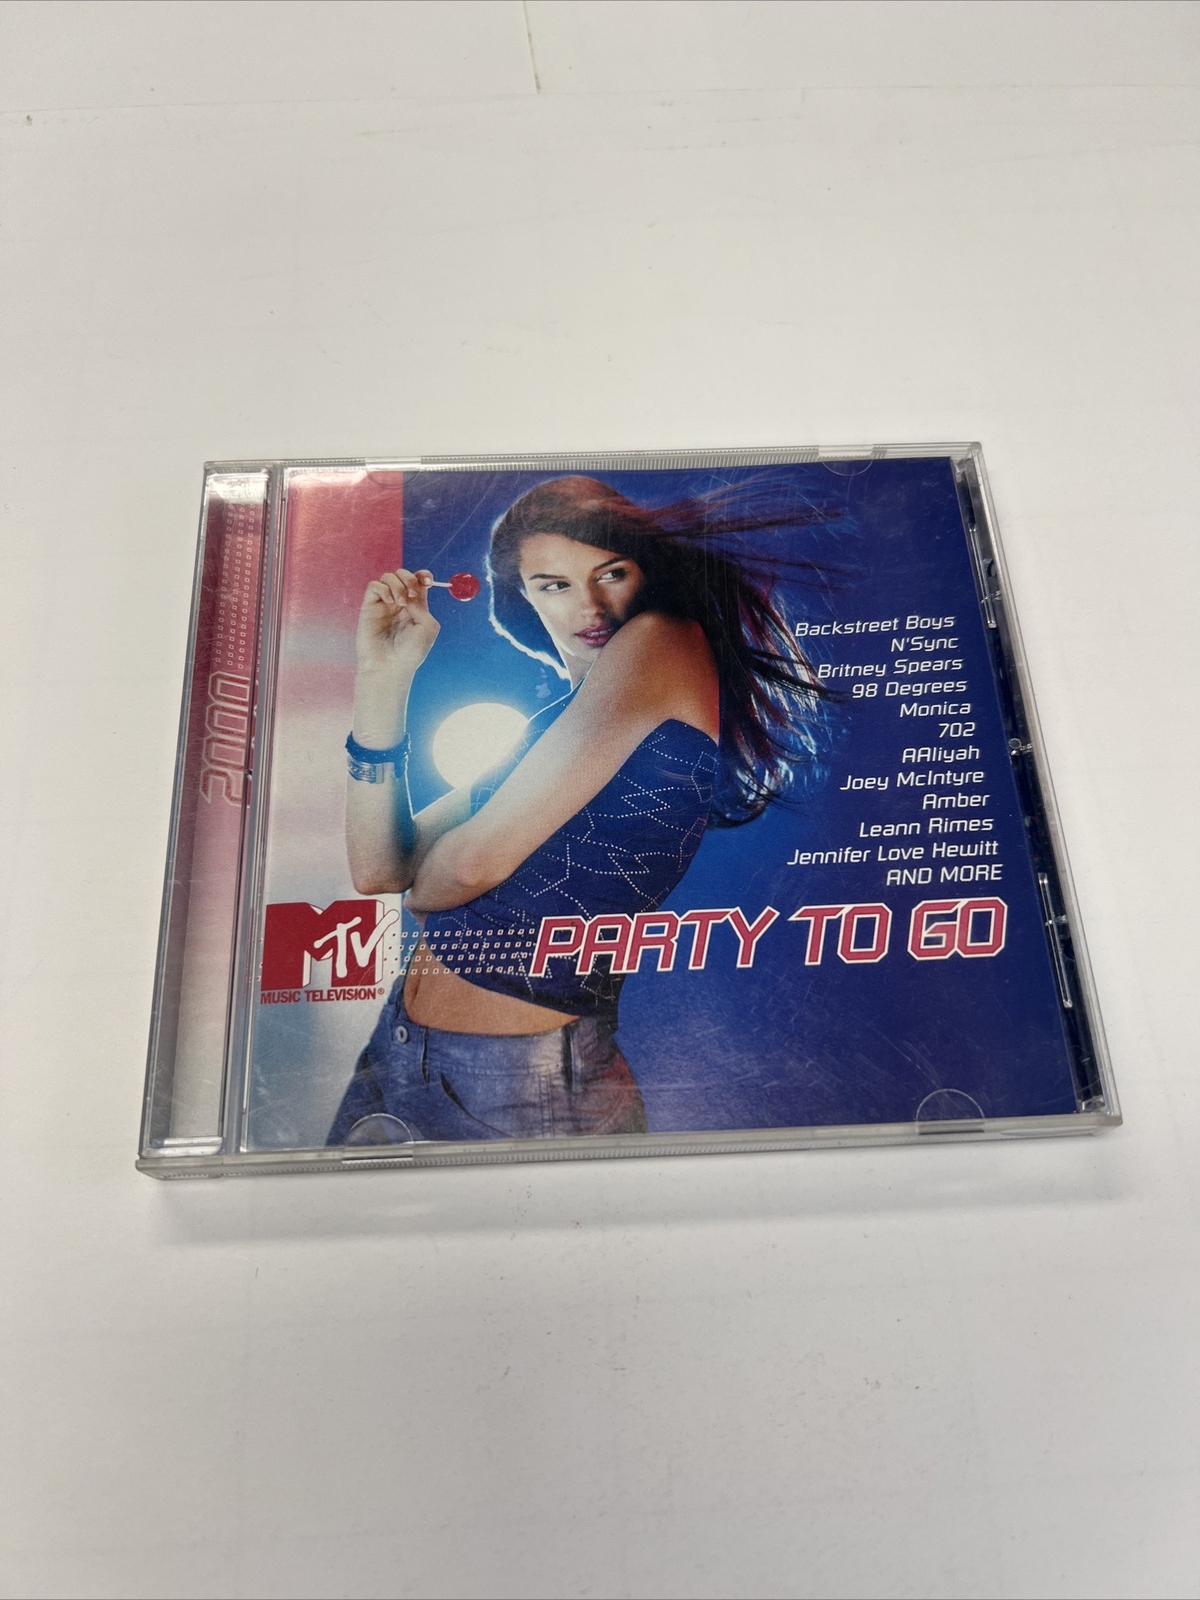 2000
Backstreet Boys
N'Sync
Britney Spears
98 Degrees
Monica
702
AAliyah
Joey McIntyre
Amber
Leann Rimes
Jennifer Love Hewitt
AND MORE
MTV
MUSIC TELEVISION®
PARTY TO GO